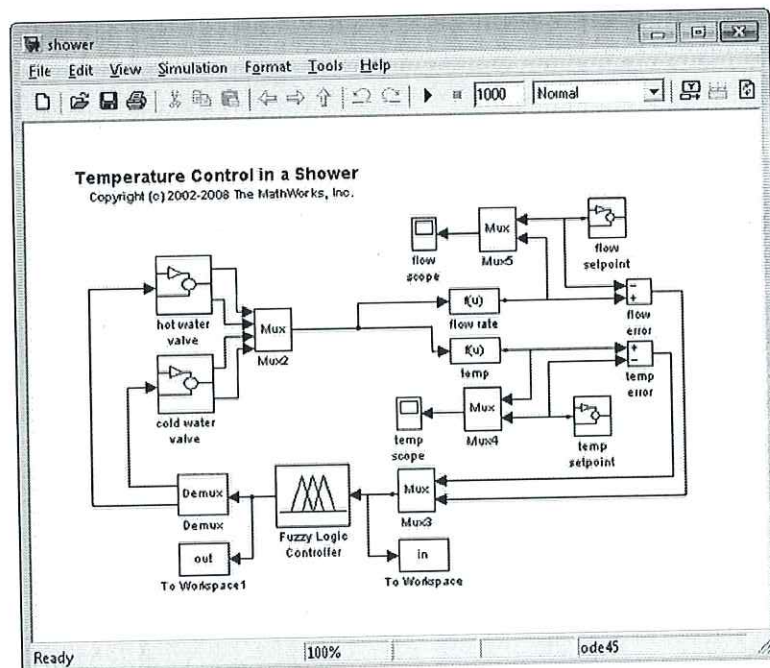 shower
File Edit View Simulation Format Tools Help
1000 Normal
Temperature Control in a Shower
Copyright (c) 2002-2008 The MathWorks, Inc.
hot water
valve
cold water
valve
Mux
Mux2
flow
scope
Mux
Mux5
flow
setpoint
f(u)
flow rate
-
+
flow
error
f(u)
temp
+
-
temp
error
temp
scope
Mux
Mux4
temp
setpoint
Demux
Demux
Fuzzy Logic
Controller
Mux
Mux3
out
To Workspace1
in
To Workspace
Ready 100% ode45